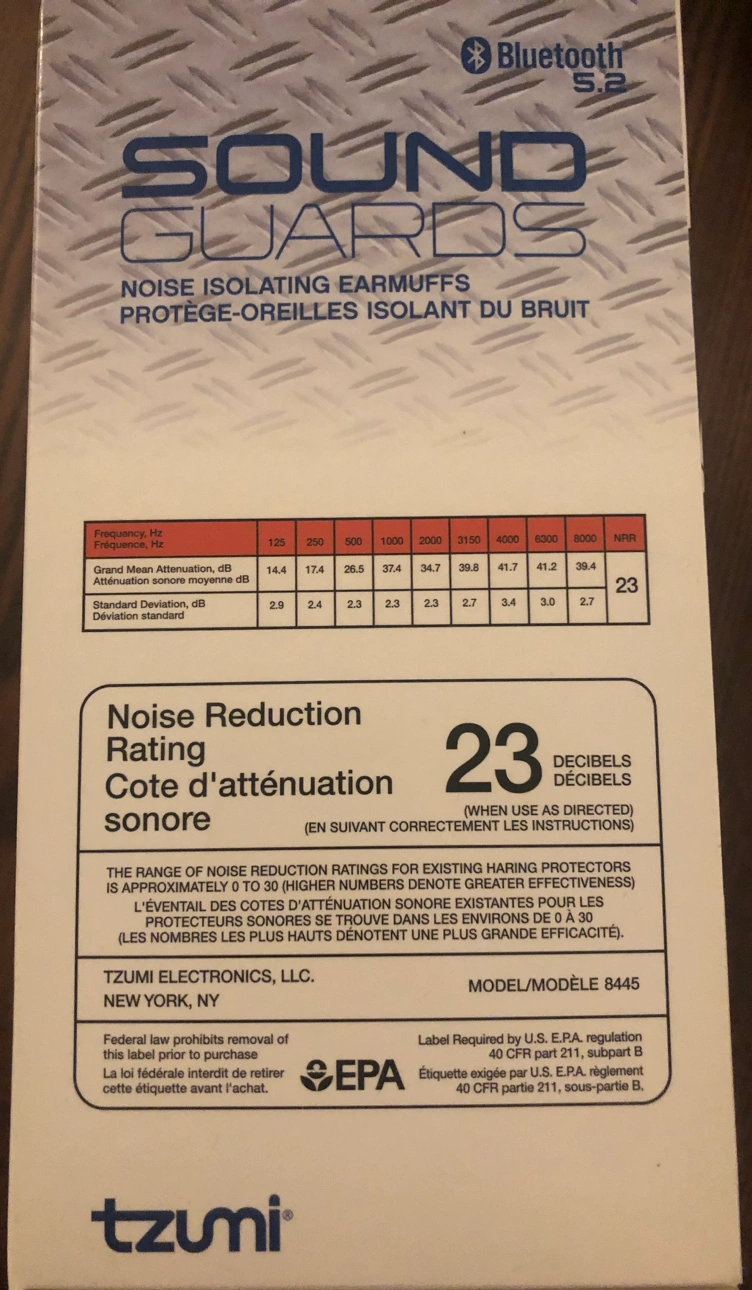 Bluetooth
5.2
SOUND
GUARDS
NOISE ISOLATING EARMUFFS
PROTÈGE-OREILLES ISOLANT DU BRUIT
Frequency, Hz
Fréquence, Hz
125 250 500 1000 2000 3150 4000 6300 8000 NRR
Grand Mean Attenuation, dB
Atténuation sonore moyenne dB
14.4 17.4 26.5 37.4 34.7 39.8 41.7 41.2 39.4
23
Standard Deviation, dB
Déviation standard
2.9 2.4 2.3 2.3 2.3 2.7 3.4 3.0 2.7
Noise Reduction
Rating
Cote d'atténuation
sonore
23
DECIBELS
DÉCIBELS
(WHEN USE AS DIRECTED)
(EN SUIVANT CORRECTEMENT LES INSTRUCTIONS)
THE RANGE OF NOISE REDUCTION RATINGS FOR EXISTING HARING PROTECTORS
IS APPROXIMATELY 0 TO 30 (HIGHER NUMBERS DENOTE GREATER EFFECTIVENESS)
L'ÉVENTAIL DES COTES D'ATTÉNUATION SONORE EXISTANTES POUR LES
PROTECTEURS SONORES SE TROUVE DANS LES ENVIRONS DE 0 À 30
(LES NOMBRES LES PLUS HAUTS DÉNOTENT UNE PLUS GRANDE EFFICACITÉ).
TZUMI ELECTRONICS, LLC.
NEW YORK, NY
MODEL/MODÈLE 8445
Federal law prohibits removal of
this label prior to purchase
La loi fédérale interdit de retirer
cette étiquette avant l'achat.
EPA
Label Required by U.S. E.P.A. regulation
40 CFR part 211, subpart B
Étiquette exigée par U.S. E.P.A. règlement
40 CFR partie 211, sous-partie B.
tzumi®